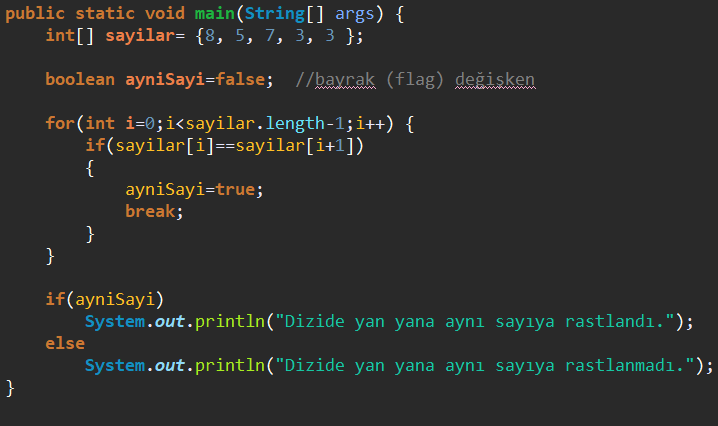 public static void main(String[] args) {
int[] sayilar= {8, 5, 7, 3, 3 };
boolean ayniSayi=false;  //bayrak (flag) değişken
for(int i=0;i<sayilar.length-1;i++) {
if(sayilar[i]==sayilar[i+1])
{
ayniSayi=true;
break;
}
}
if(ayniSayi)
System.out.println("Dizide yan yana aynı sayıya rastlandı.");
else
System.out.println("Dizide yan yana aynı sayıya rastlanmadı.");
}